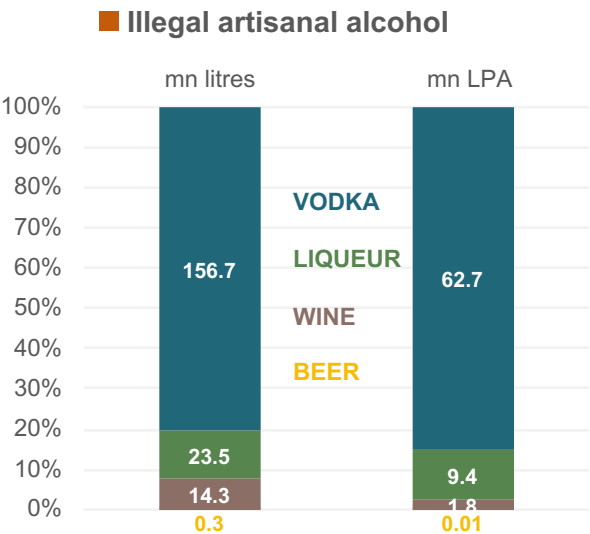 Illegal artisanal alcohol
mn litres
mn LPA
100%
90%
80%
70%
60%
50%
40%
30%
20%
10%
0%
156.7
23.5
14.3
0.3
VODKA
LIQUEUR
WINE
BEER
62.7
9.4
1.8
0.01